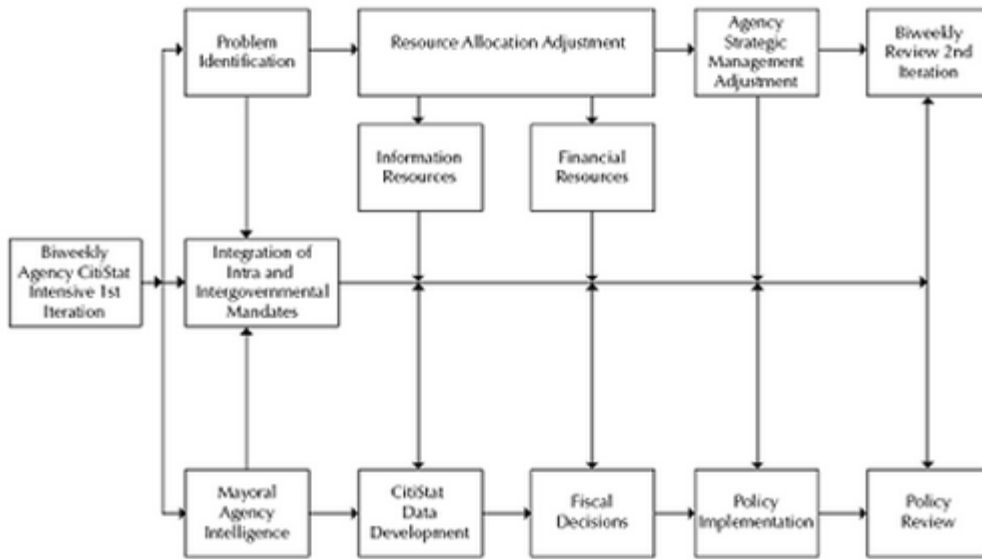 Problem
Identification
Resource Allocation Adjustment
Agency
Strategic
Management
Adjustment
Biweekly
Review 2nd
Iteration
Information
Resources
Financial
Resources
Biweekly
Agency CitiStat
Intensive 1st
Iteration
Integration of
Intra and
Intergovernmental
Mandates
Mayoral
Agency
Intelligence
CitiStat
Data
Development
Fiscal
Decisions
Policy
Implementation
Policy
Review